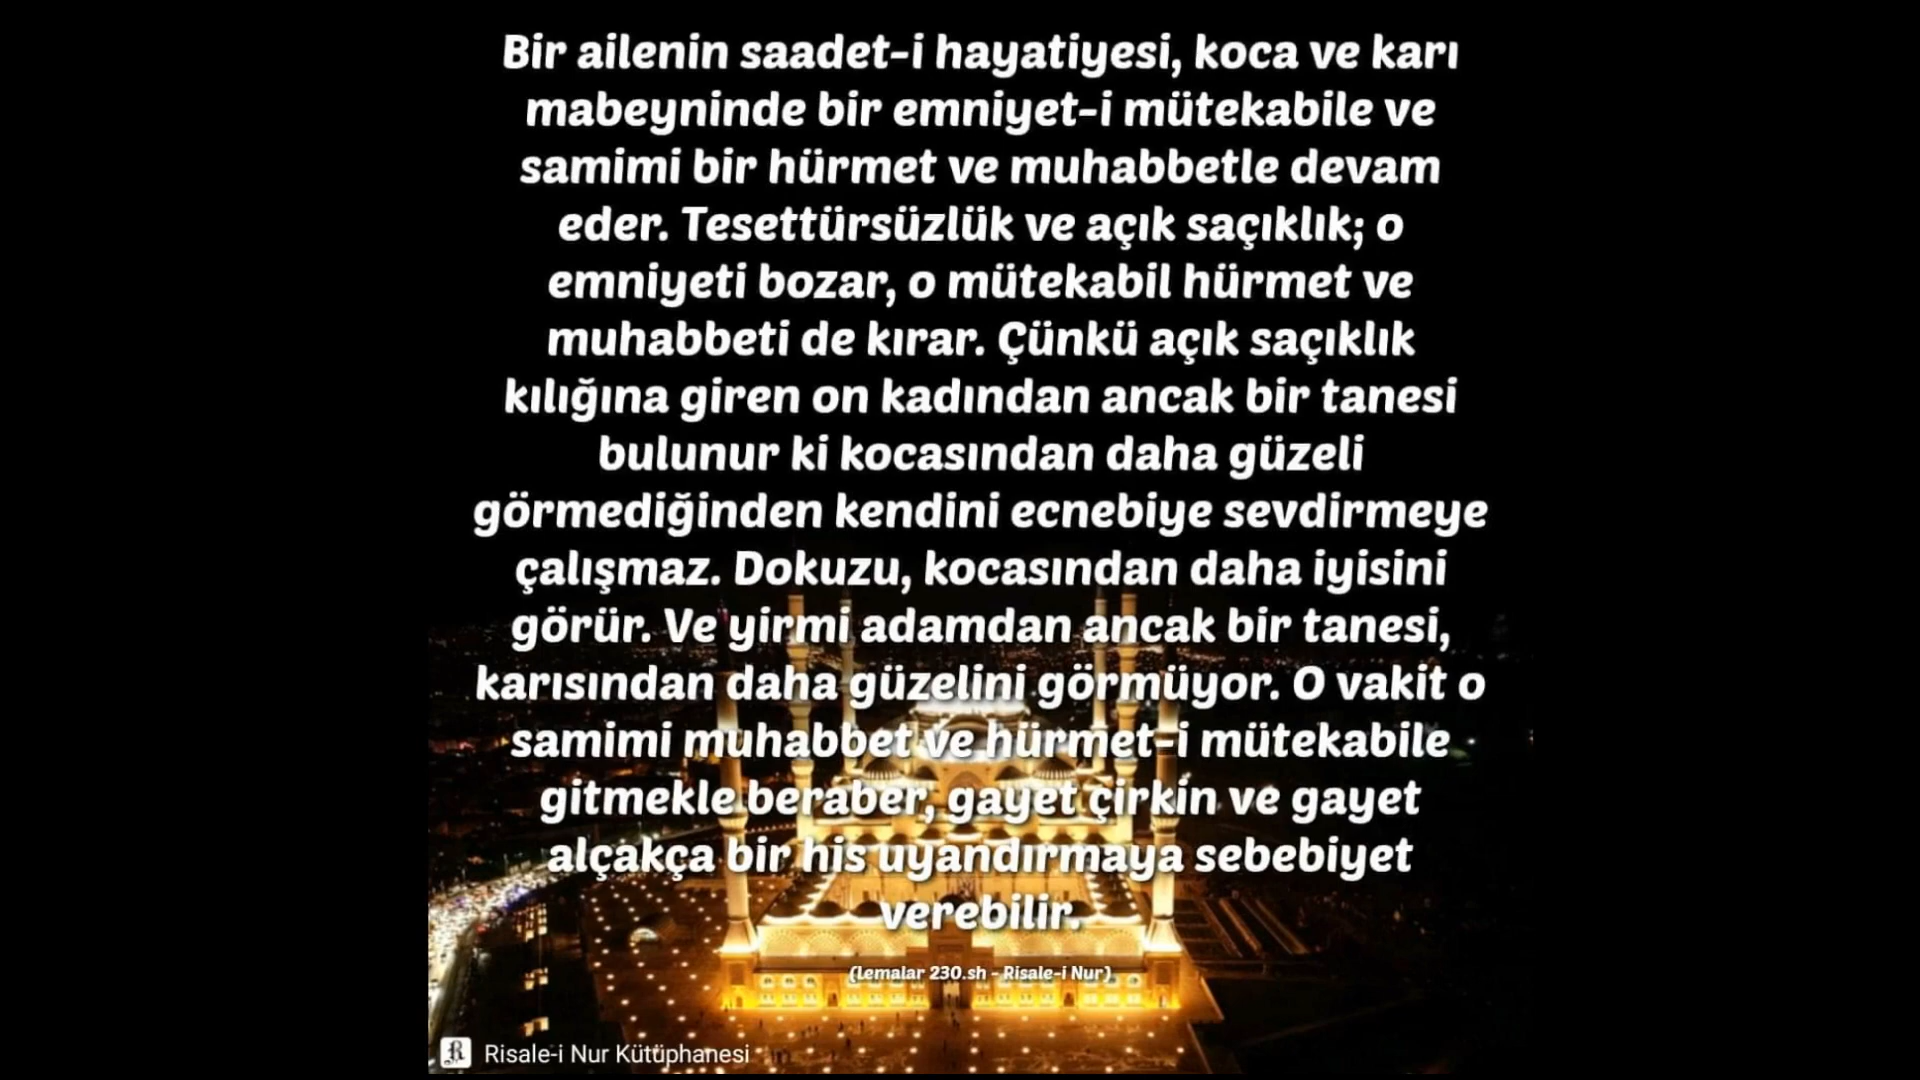 Bir ailenin saadet-i hayatiyesi, koca ve karı
mabeyninde bir emniyet-i mütekabile ve
samimi bir hürmet ve muhabbetle devam
eder. Tesettürsüzlük ve açık saçıklık; o
emniyeti bozar, o mütekabil hürmet ve
muhabbeti de kırar. Çünkü açık saçıklık
kılığına giren on kadından ancak bir tanesi
bulunur ki kocasından daha güzeli
görmediğinden kendini ecnebiye sevdirmeye
çalışmaz. Dokuzu, kocasından daha iyisini
görür. Ve yirmi adamdan ancak bir tanesi,
karısından daha güzelini görmüyor. O vakit o
samimi muhabbet ve hürmet-i mütekabile
gitmekle beraber, gayet çirkin ve gayet
alçakça bir his uyandırmaya sebebiyet
verebilir.
(Lemalar 230.sh - Risale-i Nur)
Risale-i Nur Kütüphanesi